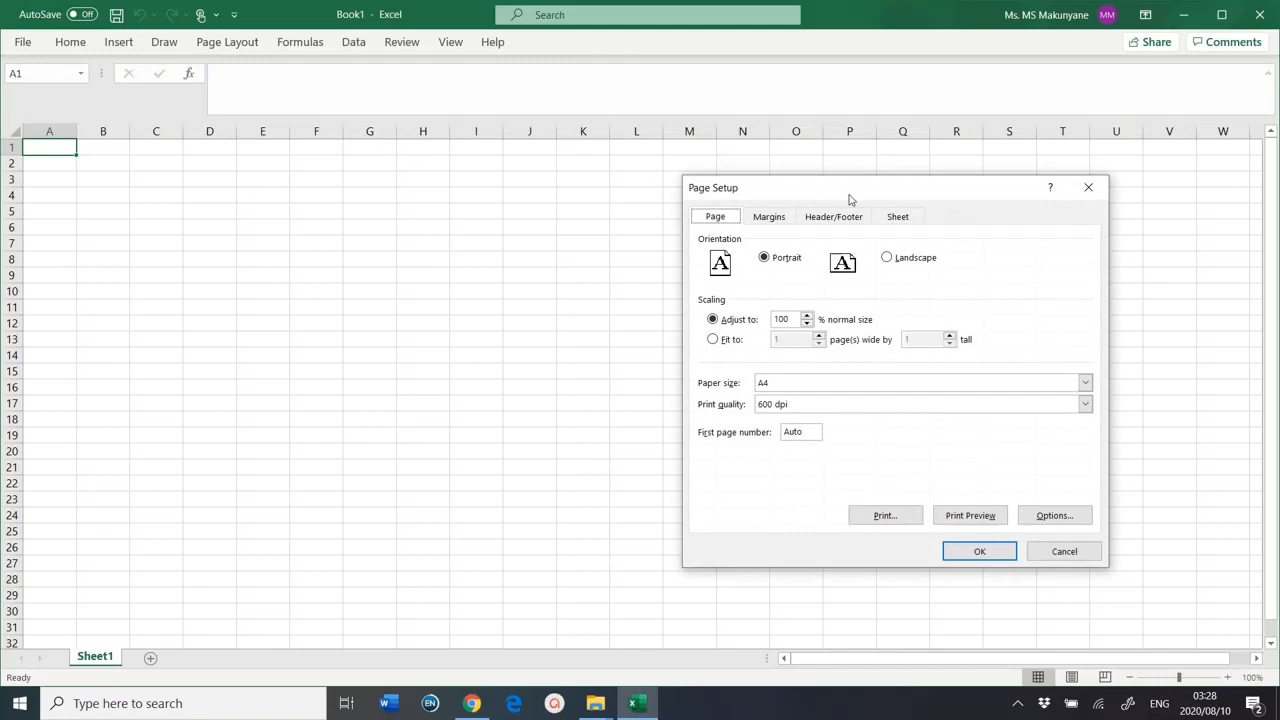 AutoSave Off Book1 - Excel Search Ms. MS Makunyane MM
File Home Insert Draw Page Layout Formulas Data Review View Help Share Comments
A1 fx
A B C D E F G H I J K L M N O P Q R S T U V W
1
2
3
4
5
6
7
8
9
10
11
12
13
14
15
16
17
18
19
20
21
22
23
24
25
26
27
28
29
30
31
32
Page Setup ?
Page Margins Header/Footer Sheet
Orientation
A Portrait A Landscape
Scaling
Adjust to: 100 % normal size
Fit to: 1 page(s) wide by 1 tall
Paper size: A4
Print quality: 600 dpi
First page number: Auto
Print... Print Preview Options...
OK Cancel
Sheet1
Ready 100%
Type here to search W EN X ENG 03:28
2020/08/10 2